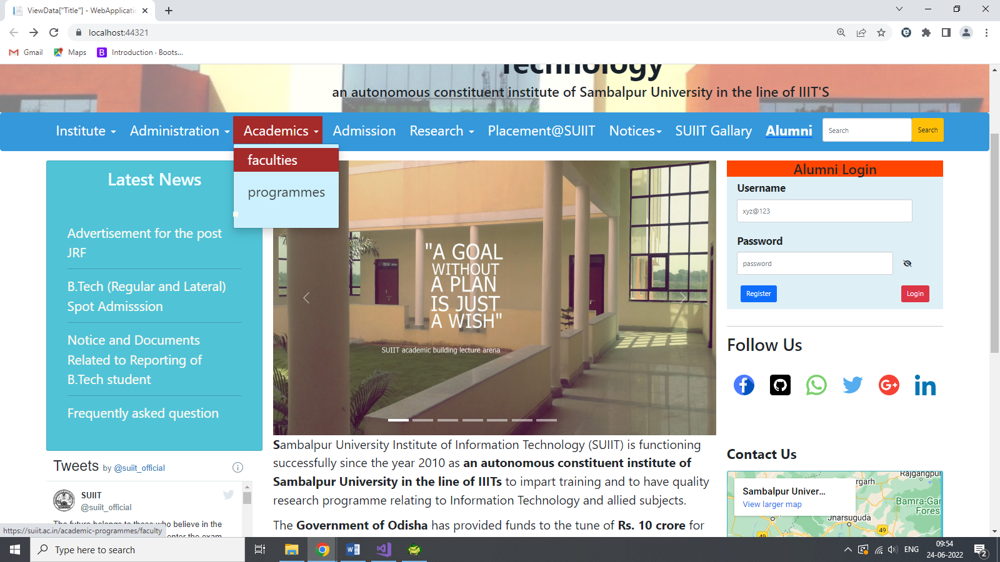 ViewData["Title"] - WebApplicatio
localhost:44321
Gmail
Maps
Introduction · Boots...
Technology
an autonomous constituent institute of Sambalpur University in the line of IIIT'S
Institute
Administration
Academics
Admission
Research
Placement@SUIIT
Notices
SUIIT Gallary
Alumni
Search
Search
faculties
programmes
Latest News
Advertisement for the post
JRF
B.Tech (Regular and Lateral)
Spot Admisssion
Notice and Documents
Related to Reporting of
B.Tech student
Frequently asked question
Tweets by @suiit_official
SUIIT
@suiit_official
The future belongs to those who believe in the
enter the exam
https://suiit.ac.in/academic-programmes/faculty
"A GOAL
WITHOUT
A PLAN
IS JUST
A WISH"
SUIIT academic building lecture arena
Sambalpur University Institute of Information Technology (SUIIT) is functioning
successfully since the year 2010 as an autonomous constituent institute of
Sambalpur University in the line of IIITs to impart training and to have quality
research programme relating to Information Technology and allied subjects.
The Government of Odisha has provided funds to the tune of Rs. 10 crore for
Alumni Login
Username
xyz@123
Password
password
Register
Login
Follow Us
Contact Us
Sambalpur Univer...
View larger map
rgarh
Rajgangpur
Bamra-Gar
Forest
Jharsuguda
49
49
Type here to search
ENG
09:54
24-06-2022
2